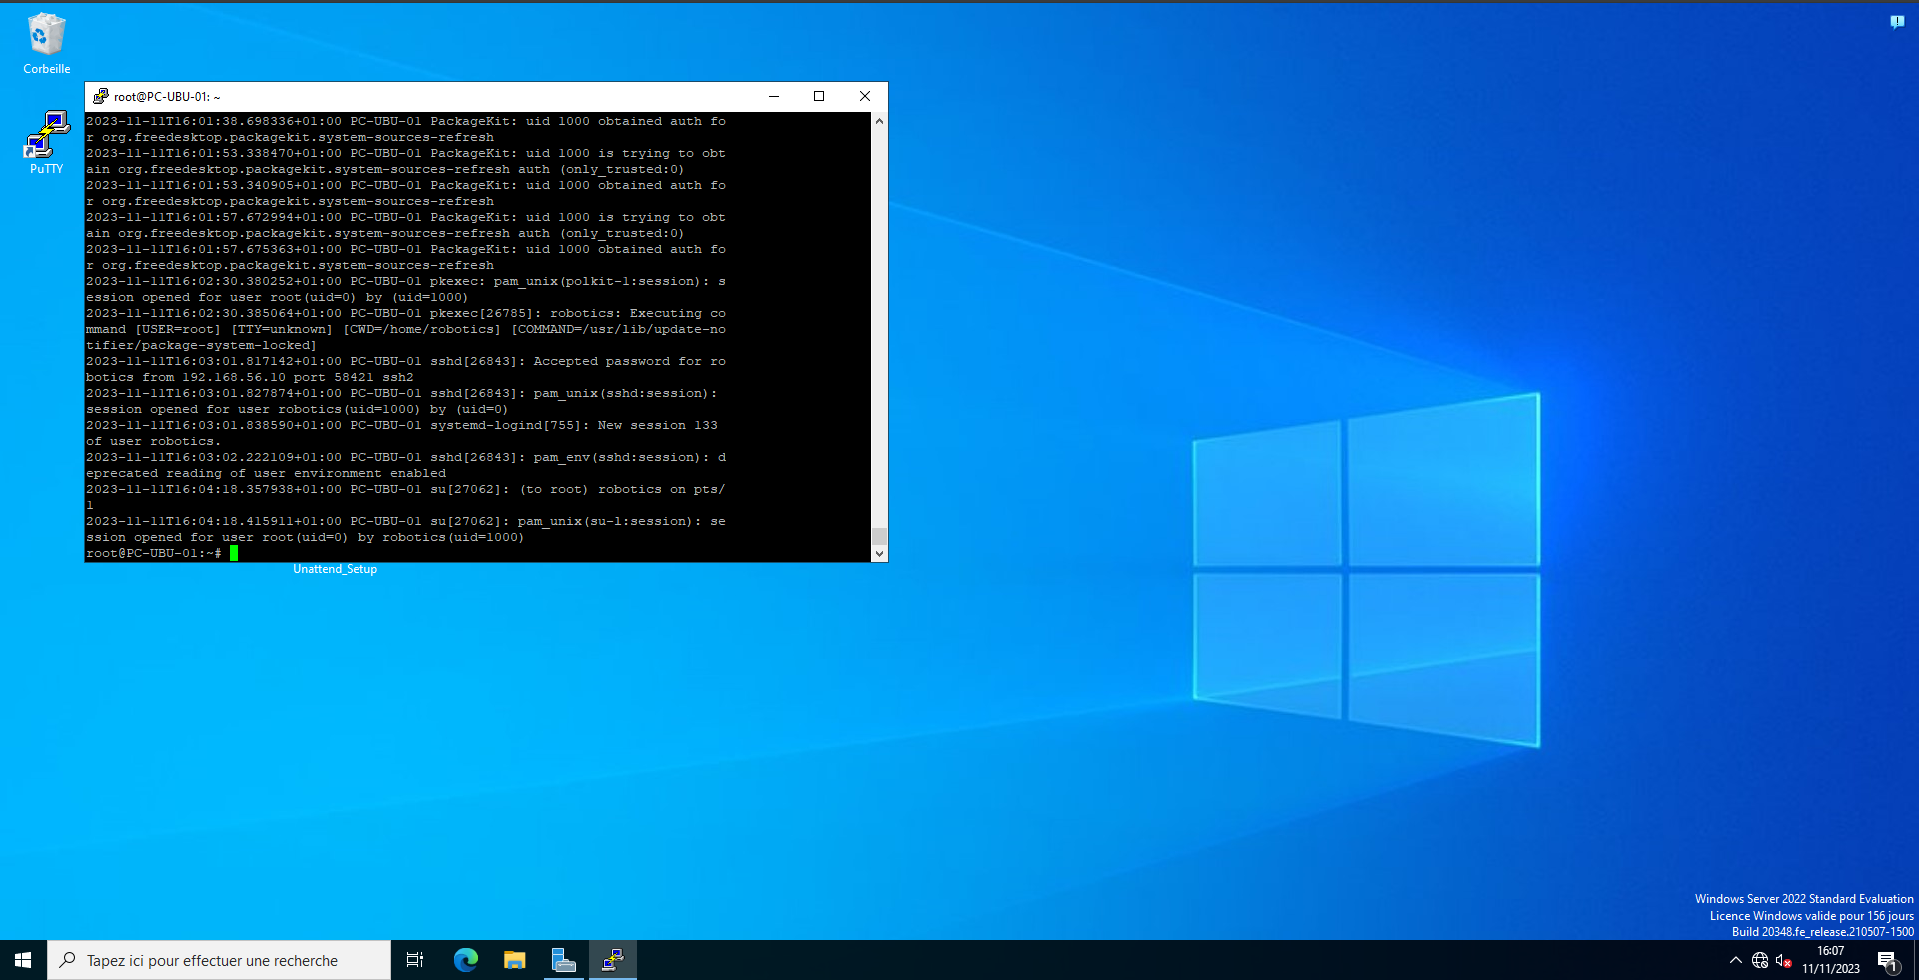 Corbeille
PuTTY
root@PC-UBU-01: ~
2023-11-11T16:01:38.698336+01:00 PC-UBU-01 PackageKit: uid 1000 obtained auth fo
r org.freedesktop.packagekit.system-sources-refresh
2023-11-11T16:01:53.338470+01:00 PC-UBU-01 PackageKit: uid 1000 is trying to obt
ain org.freedesktop.packagekit.system-sources-refresh auth (only_trusted:0)
2023-11-11T16:01:53.340905+01:00 PC-UBU-01 PackageKit: uid 1000 obtained auth fo
r org.freedesktop.packagekit.system-sources-refresh
2023-11-11T16:01:57.672994+01:00 PC-UBU-01 PackageKit: uid 1000 is trying to obt
ain org.freedesktop.packagekit.system-sources-refresh auth (only_trusted:0)
2023-11-11T16:01:57.675363+01:00 PC-UBU-01 PackageKit: uid 1000 obtained auth fo
r org.freedesktop.packagekit.system-sources-refresh
2023-11-11T16:02:30.380252+01:00 PC-UBU-01 pkexec: pam_unix(polkit-1:session): s
ession opened for user root(uid=0) by (uid=1000)
2023-11-11T16:02:30.385064+01:00 PC-UBU-01 pkexec[26785]: robotics: Executing co
mmand [USER=root] [TTY=unknown] [CWD=/home/robotics] [COMMAND=/usr/lib/update-no
tifier/package-system-locked]
2023-11-11T16:03:01.817142+01:00 PC-UBU-01 sshd[26843]: Accepted password for ro
botics from 192.168.56.10 port 58421 ssh2
2023-11-11T16:03:01.827874+01:00 PC-UBU-01 sshd[26843]: pam_unix(sshd:session):
session opened for user robotics(uid=1000) by (uid=0)
2023-11-11T16:03:01.838590+01:00 PC-UBU-01 systemd-logind[755]: New session 133
of user robotics.
2023-11-11T16:03:02.222109+01:00 PC-UBU-01 sshd[26843]: pam_env(sshd:session): d
eprecated reading of user environment enabled
2023-11-11T16:04:18.357938+01:00 PC-UBU-01 su[27062]: (to root) robotics on pts/
1
2023-11-11T16:04:18.415911+01:00 PC-UBU-01 su[27062]: pam_unix(su-l:session): se
ssion opened for user root(uid=0) by robotics(uid=1000)
root@PC-UBU-01:~#
Unattend_Setup
Windows Server 2022 Standard Evaluation
Licence Windows valide pour 156 jours
Build 20348.fe_release.210507-1500
Tapez ici pour effectuer une recherche
16:07
11/11/2023
1